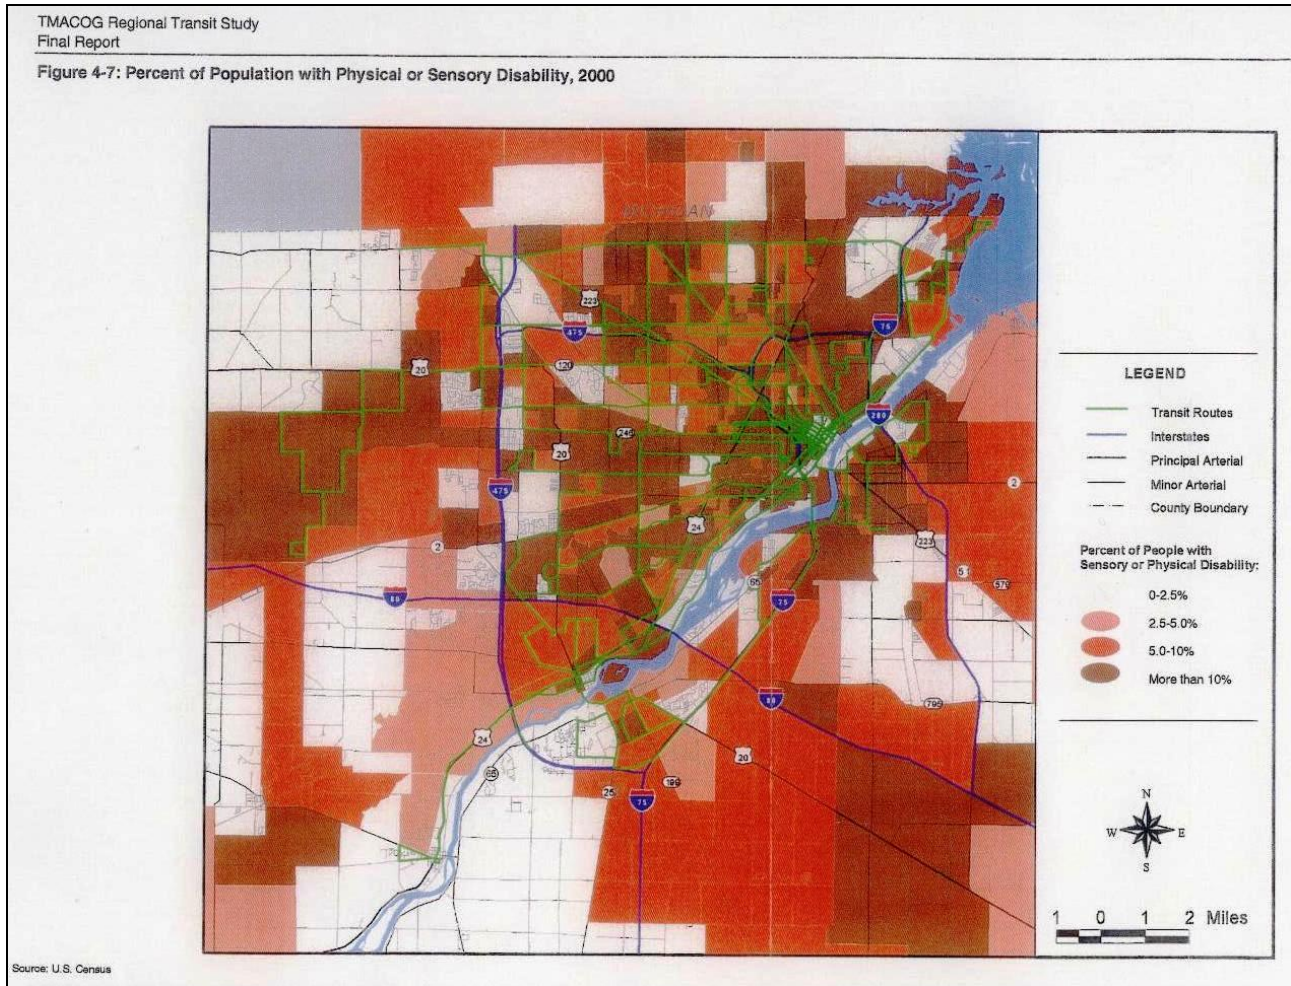 TMACOG Regional Transit Study
Final Report
Figure 4-7: Percent of Population with Physical or Sensory Disability, 2000
MICHIGAN
223
475
75
120
20
280
246
20
475
2
24
2
223
51
579
65
75
80
80
795
24
20
65
25
199
75
LEGEND
Transit Routes
Interstates
Principal Arterial
Minor Arterial
County Boundary
Percent of People with
Sensory or Physical Disability:
0-2.5%
2.5-5.0%
5.0-10%
More than 10%
N
W E
S
1 0 1 2 Miles
Source: U.S. Census